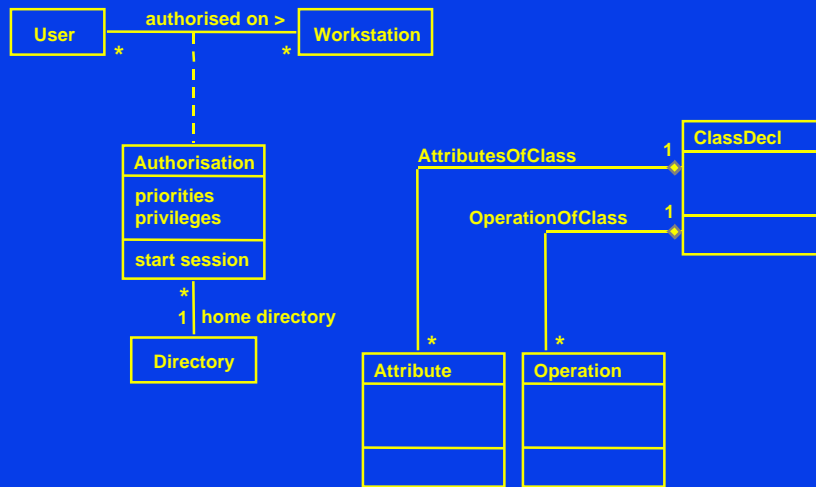 authorised on >
User
Workstation
* *
Authorisation
priorities
privileges
start session
*
1 home directory
Directory
ClassDecl
AttributesOfClass 1
OperationOfClass 1
* *
Attribute
Operation